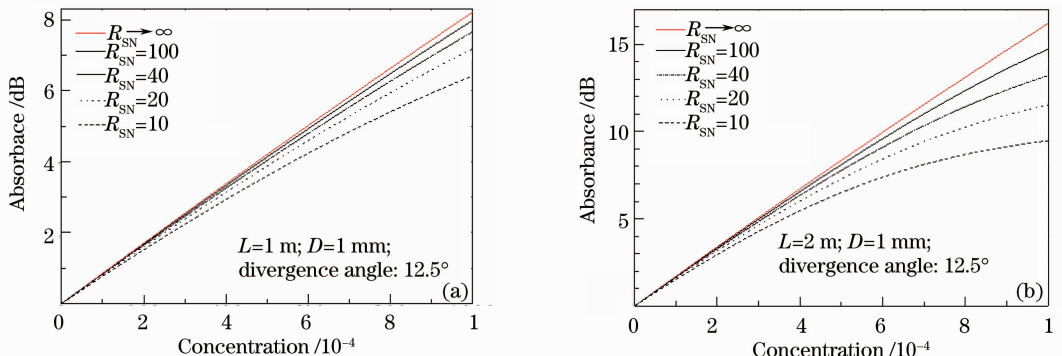 8
6
4
2
Absorbace /dB
R_SN→∞
R_SN=100
R_SN=40
R_SN=20
R_SN=10
L=1 m; D=1 mm;
divergence angle: 12.5°
(a)
0 2 4 6 8 1
Concentration /10⁻⁴
15
10
5
Absorbance /dB
R_SN→∞
R_SN=100
R_SN=40
R_SN=20
R_SN=10
L=2 m; D=1 mm;
divergence angle: 12.5°
(b)
0 2 4 6 8 1
Concentration /10⁻⁴